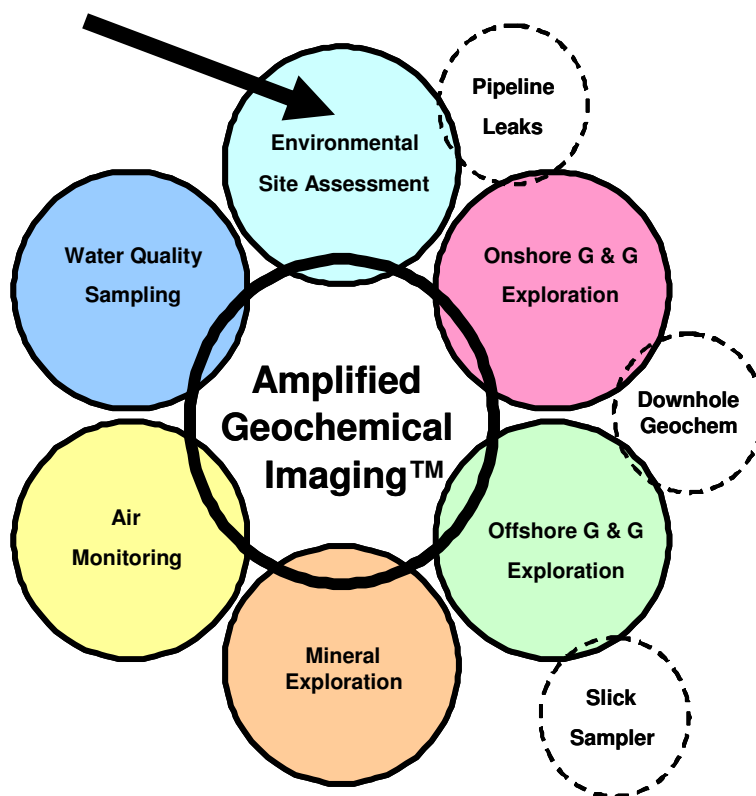 Pipeline
Leaks
Environmental
Site Assessment
Water Quality
Sampling
Onshore G & G
Exploration
Amplified
Geochemical
Imaging™
Downhole
Geochem
Air
Monitoring
Offshore G & G
Exploration
Mineral
Exploration
Slick
Sampler